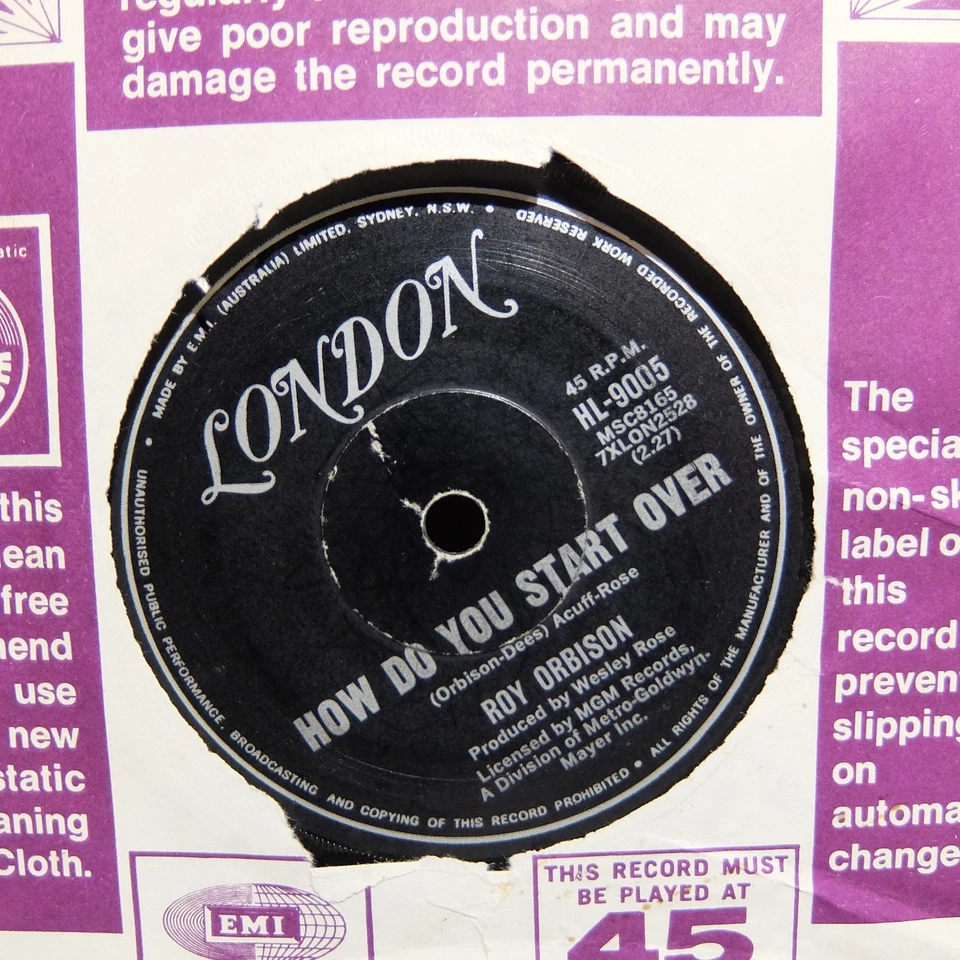 give poor reproduction and may
damage the record permanently.
MADE BY E.M.I. (AUSTRALIA) LIMITED. SYDNEY. N.S.W. •
ALL RIGHTS OF THE MANUFACTURER AND OF THE OWNER OF THE RECORDED WORK RESERVED
UNAUTHORISED PUBLIC PERFORMANCE. BROADCASTING AND COPYING OF THIS RECORD PROHIBITED •
LONDON
45 R.P.M.
HL-9005
MSC8165
7XLON2528
(2.27)
HOW DO YOU START OVER
(Orbison-Dees) Acuff-Rose
ROY ORBISON
Produced by Wesley Rose
Licensed by MGM Records,
A Division of Metro-Goldwyn.
Mayer Inc.
this
free
use
new
Cloth.
The
label
this
record
slipping
on
EMI
THIS RECORD MUST
BE PLAYED AT
45